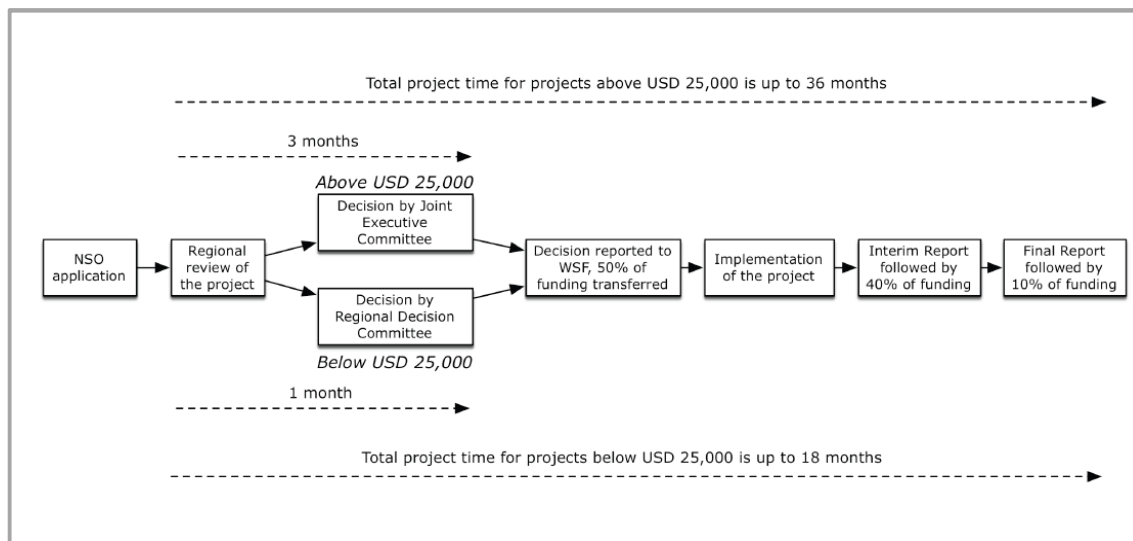 Total project time for projects above USD 25,000 is up to 36 months
3 months
Above USD 25,000
Decision by Joint
Executive
Committee
NSO
application
Regional
review of
the project
Decision reported to
WSF, 50% of
funding transferred
Implementation
of the project
Interim Report
followed by
40% of funding
Final Report
followed by
10% of funding
Decision by
Regional Decision
Committee
Below USD 25,000
1 month
Total project time for projects below USD 25,000 is up to 18 months